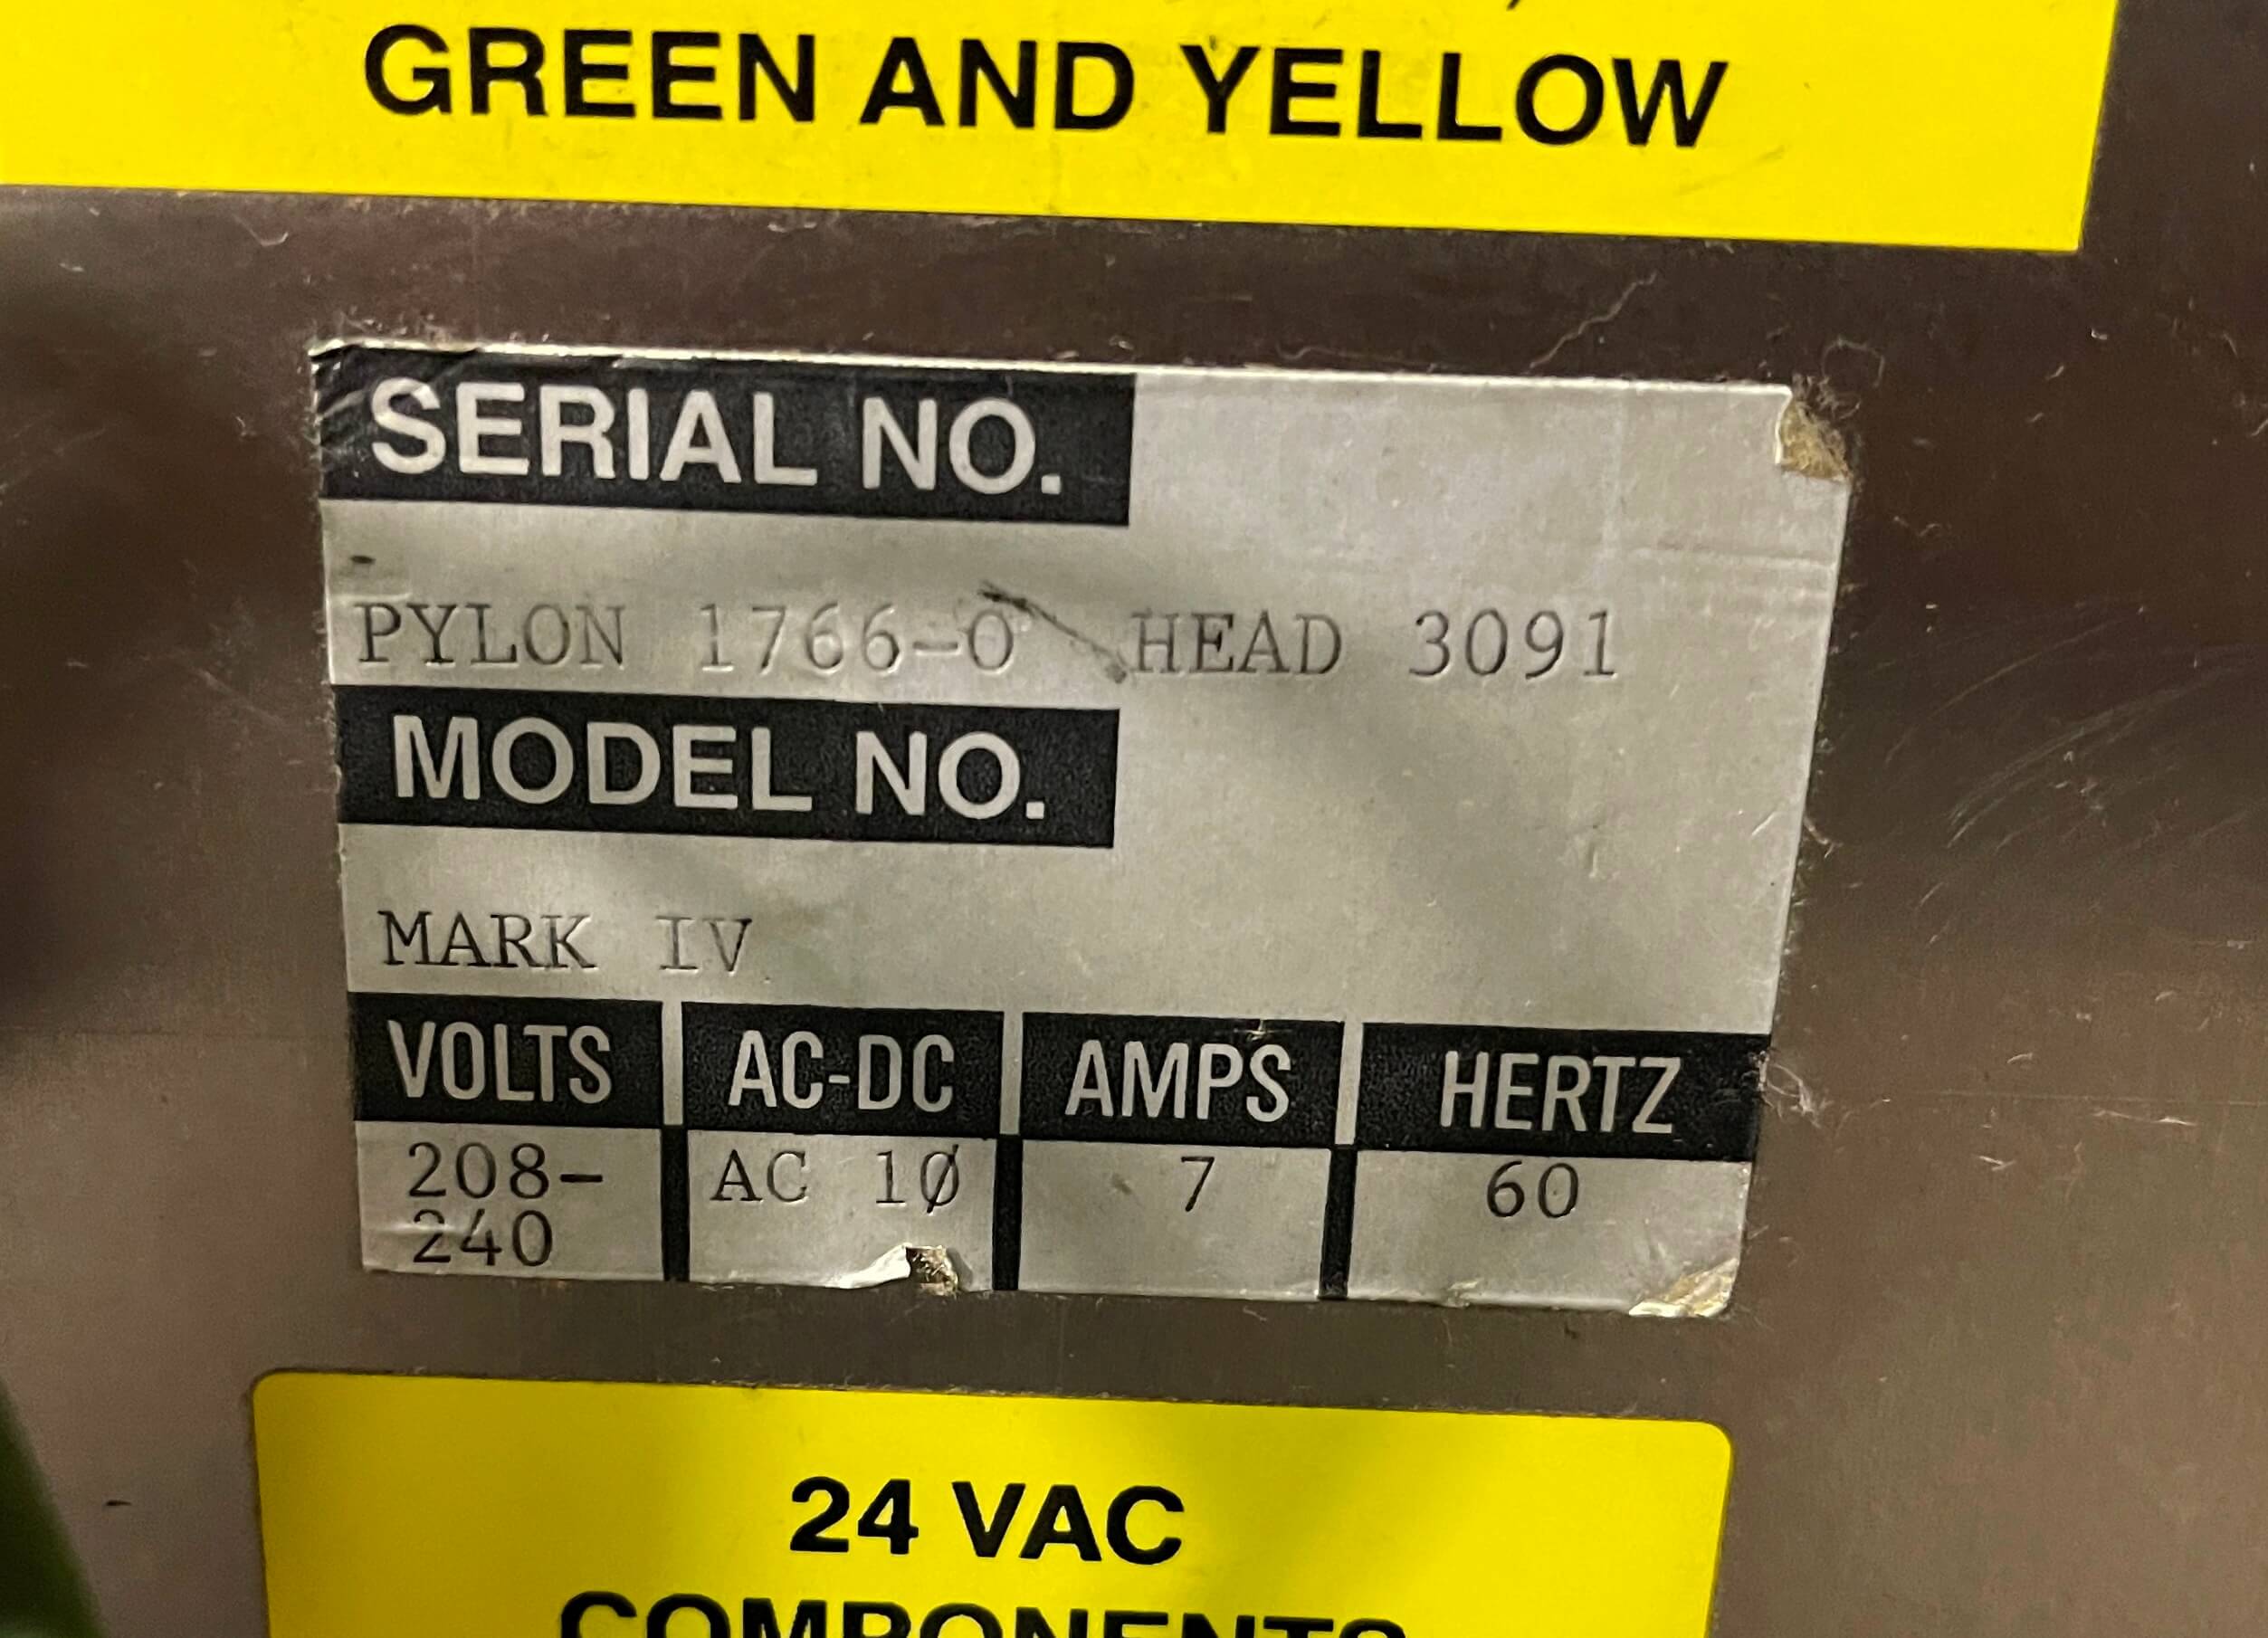 GREEN AND YELLOW
SERIAL NO.
PYLON 1766-0 HEAD 3091
MODEL NO.
MARK IV
VOLTS AC-DC AMPS HERTZ
208- AC 1Ø 7 60
240
24 VAC
COMPONENTS